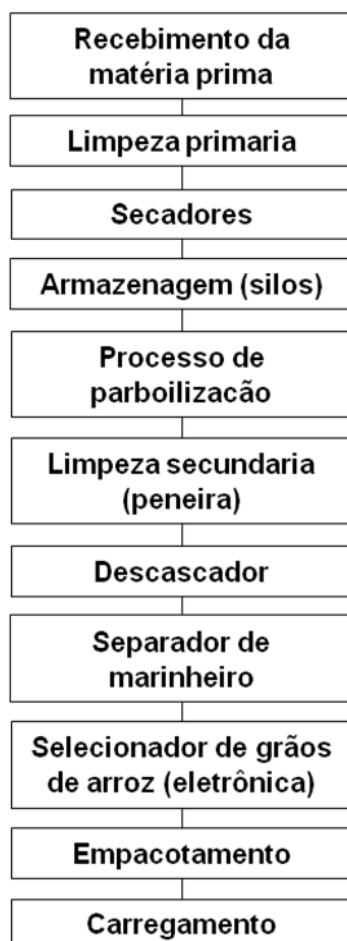 Recebimento da
matéria prima
Limpeza primaria
Secadores
Armazenagem (silos)
Processo de
parboilizacão
Limpeza secundaria
(peneira)
Descascador
Separador de
marinheiro
Selecionador de grãos
de arroz (eletrônica)
Empacotamento
Carregamento